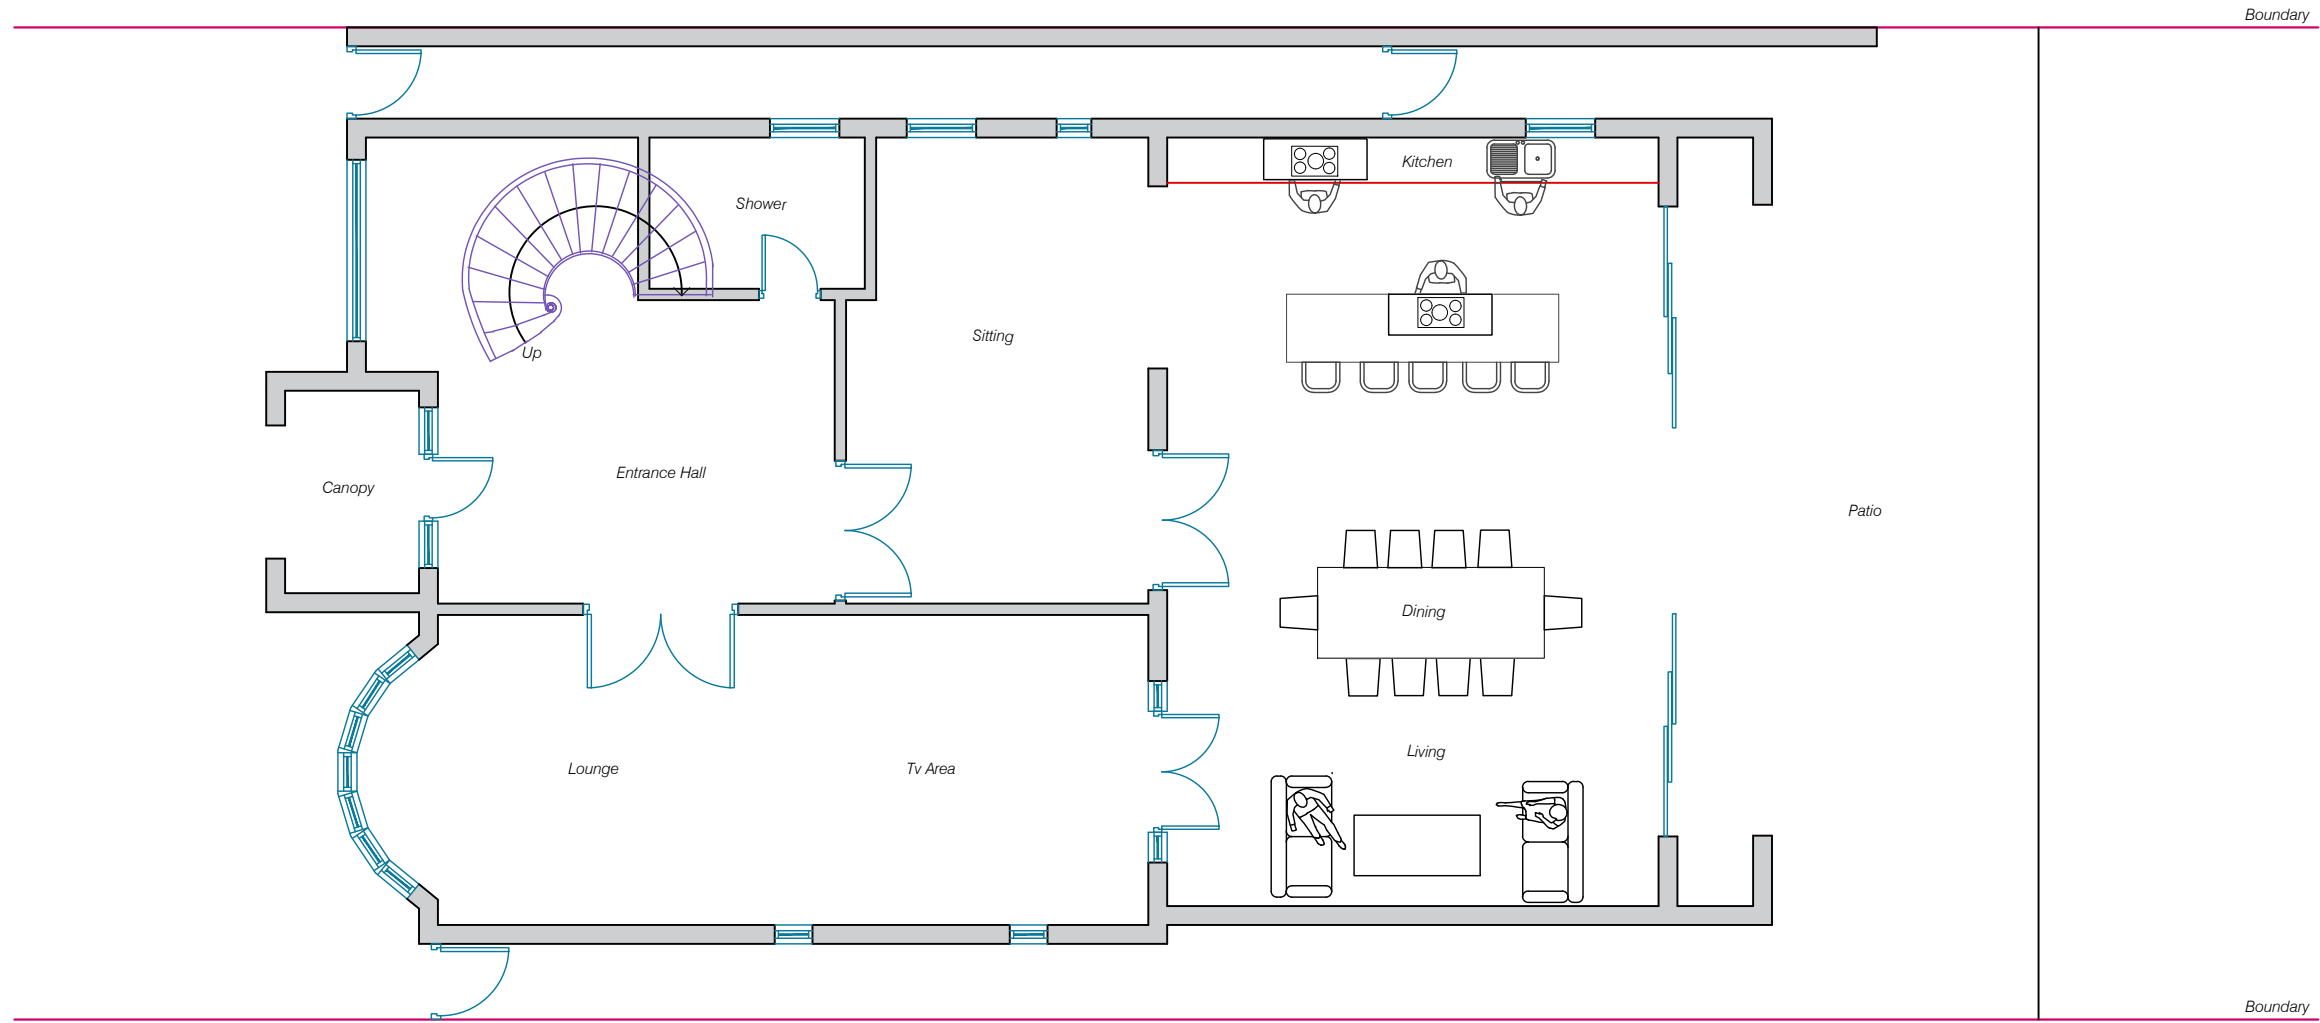 Boundary
Kitchen
Shower
Sitting
Up
Entrance Hall
Canopy
Patio
Dining
Living
Lounge
Tv Area
Boundary